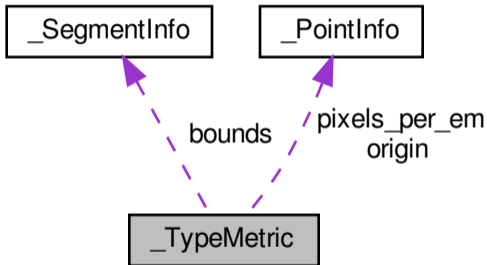 _SegmentInfo
_PointInfo
bounds
pixels_per_em
origin
_TypeMetric